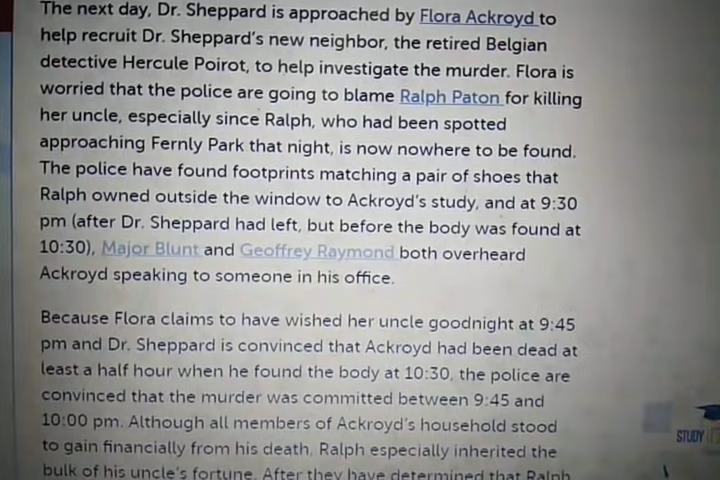 The next day, Dr. Sheppard is approached by Flora Ackroyd to
help recruit Dr. Sheppard's new neighbor, the retired Belgian
detective Hercule Poirot, to help investigate the murder. Flora is
worried that the police are going to blame Ralph Paton for killing
her uncle, especially since Ralph, who had been spotted
approaching Fernly Park that night, is now nowhere to be found.
The police have found footprints matching a pair of shoes that
Ralph owned outside the window to Ackroyd's study, and at 9:30
pm (after Dr. Sheppard had left, but before the body was found at
10:30), Major Blunt and Geoffrey Raymond both overheard
Ackroyd speaking to someone in his office.
Because Flora claims to have wished her uncle goodnight at 9:45
pm and Dr. Sheppard is convinced that Ackroyd had been dead at
least a half hour when he found the body at 10:30, the police are
convinced that the murder was committed between 9:45 and
10:00 pm. Although all members of Ackroyd's household stood
to gain financially from his death, Ralph especially inherited the
bulk of his uncle's fortune. After they have determined that Ralph
STUDY